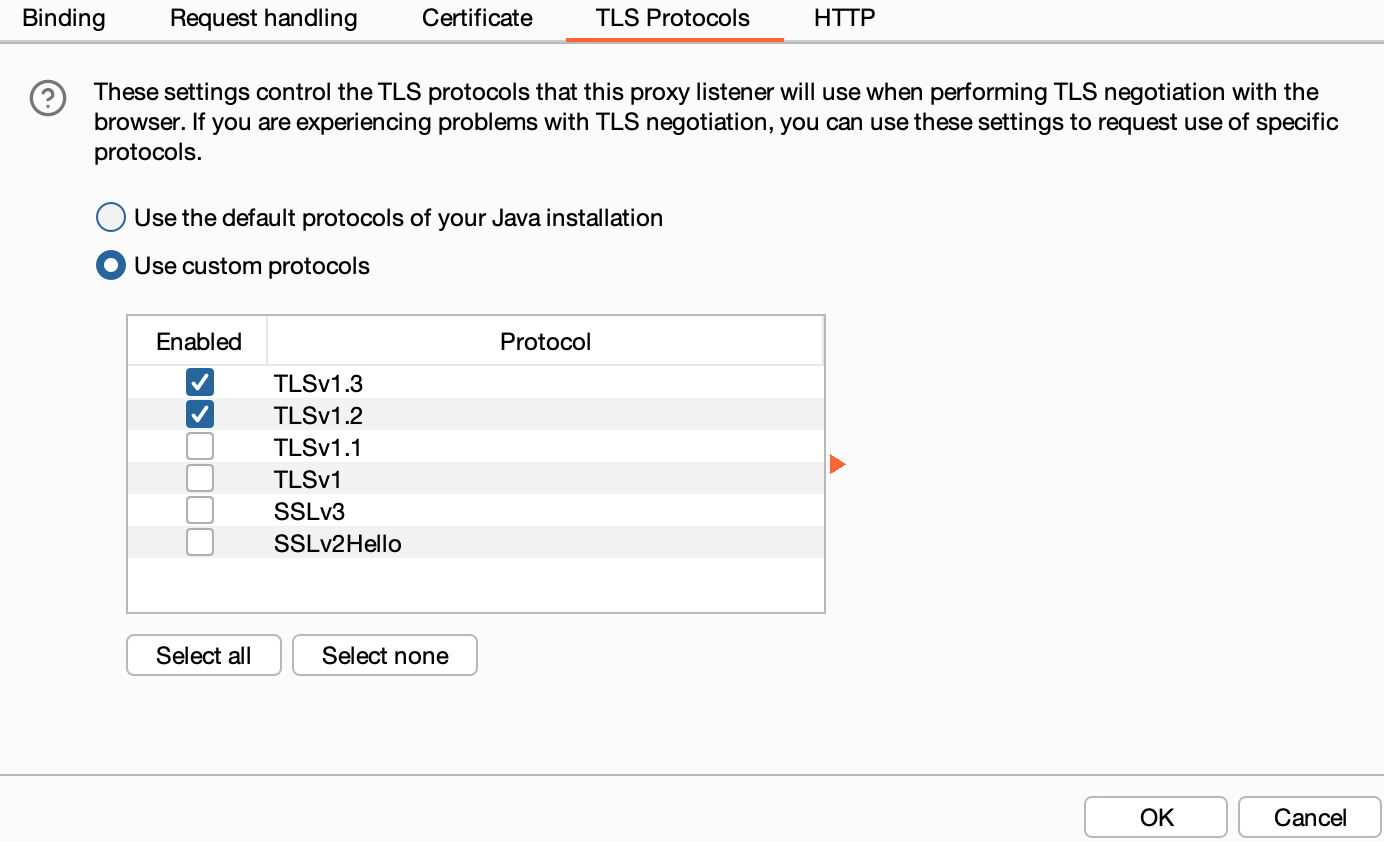 Binding Request handling Certificate TLS Protocols HTTP
? These settings control the TLS protocols that this proxy listener will use when performing TLS negotiation with the
browser. If you are experiencing problems with TLS negotiation, you can use these settings to request use of specific
protocols.
Use the default protocols of your Java installation
Use custom protocols
Enabled Protocol
TLSv1.3
TLSv1.2
TLSv1.1
TLSv1
SSLv3
SSLv2Hello
Select all Select none
OK Cancel